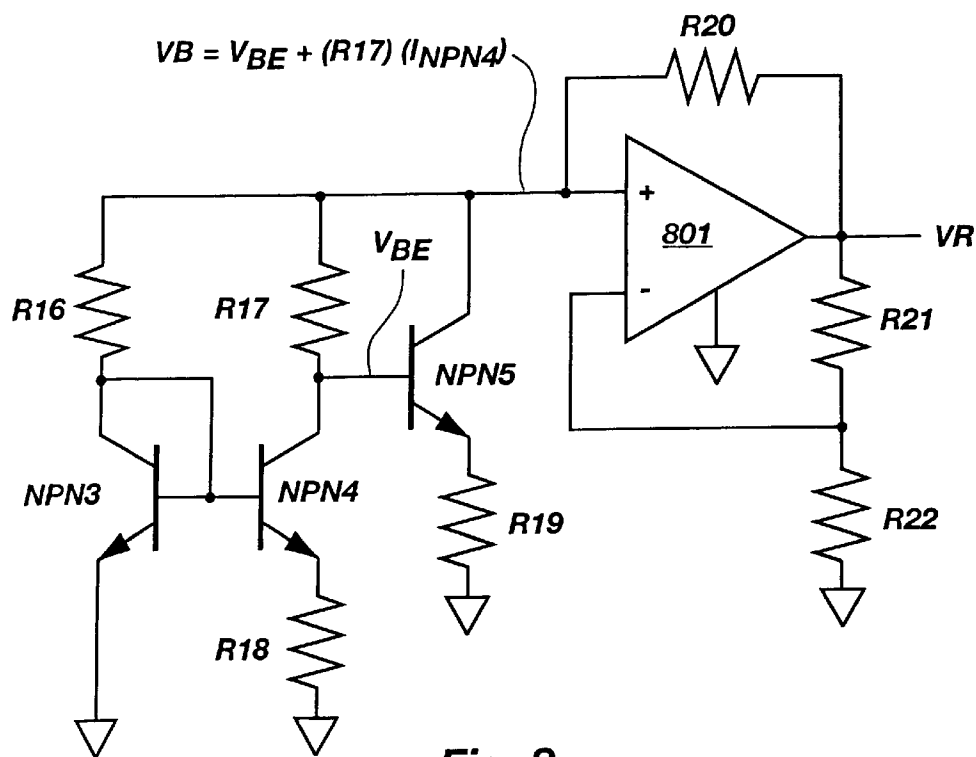 R20
VB = VBE + (R17) (INPN4)
+
801
VR
VBE
-
R16
R17
R21
NPN5
NPN3
NPN4
R19
R22
R18